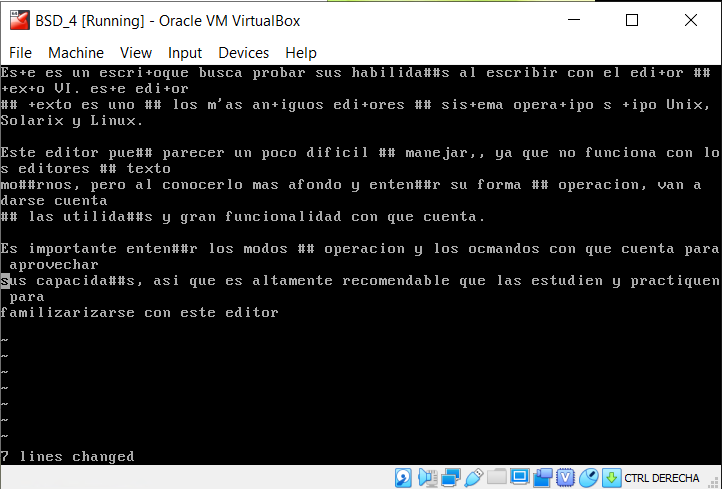 BSD_4 [Running] - Oracle VM VirtualBox
File Machine View Input Devices Help
Es+e es un escri+oque busca probar sus habilida##s al escribir con el edi+or ##
+ex+o VI. es+e edi+or
## +exto es uno ## los m'as an+iguos edi+ores ## sis+ema opera+ipo s +ipo Unix,
Solarix y Linux.
Este editor pue## parecer un poco dificil ## manejar,, ya que no funciona con lo
s editores ## texto
mo##rnos, pero al conocerlo mas afondo y enten##r su forma ## operacion, van a
darse cuenta
## las utilida##s y gran funcionalidad con que cuenta.
Es importante enten##r los modos ## operacion y los ocmandos con que cuenta para
aprovechar
sus capacida##s, asi que es altamente recomendable que las estudien y practiquen
para
familizarizarse con este editor
~
~
~
~
~
~
~
7 lines changed
CTRL DERECHA